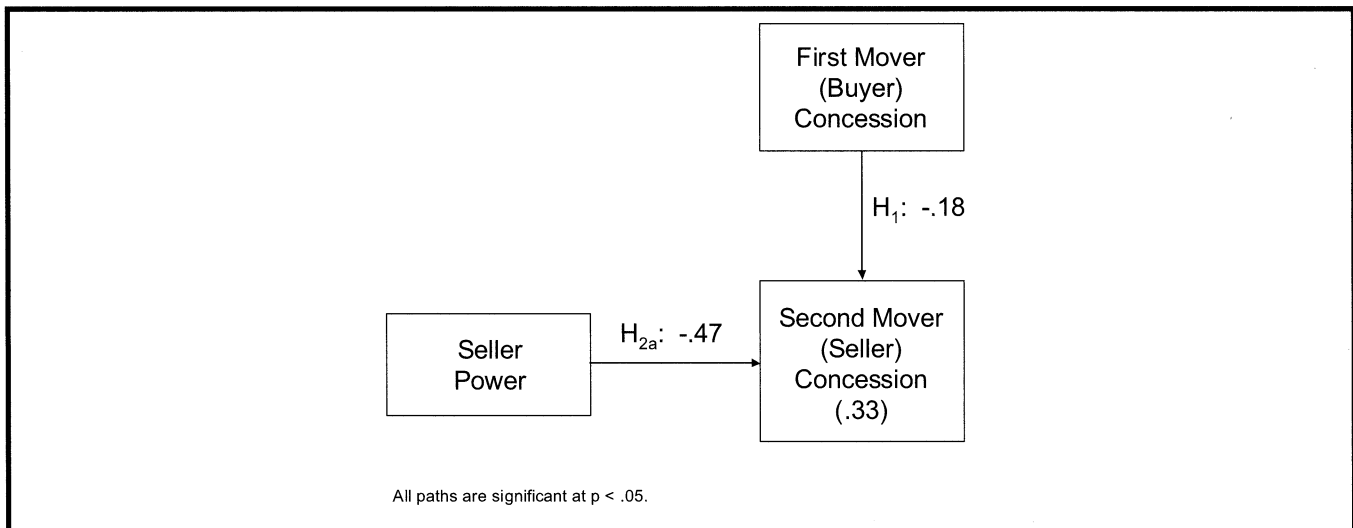 First Mover
(Buyer)
Concession
H₁: -.18
Seller
Power
H₂ₐ: -.47
Second Mover
(Seller)
Concession
(.33)
All paths are significant at p < .05.